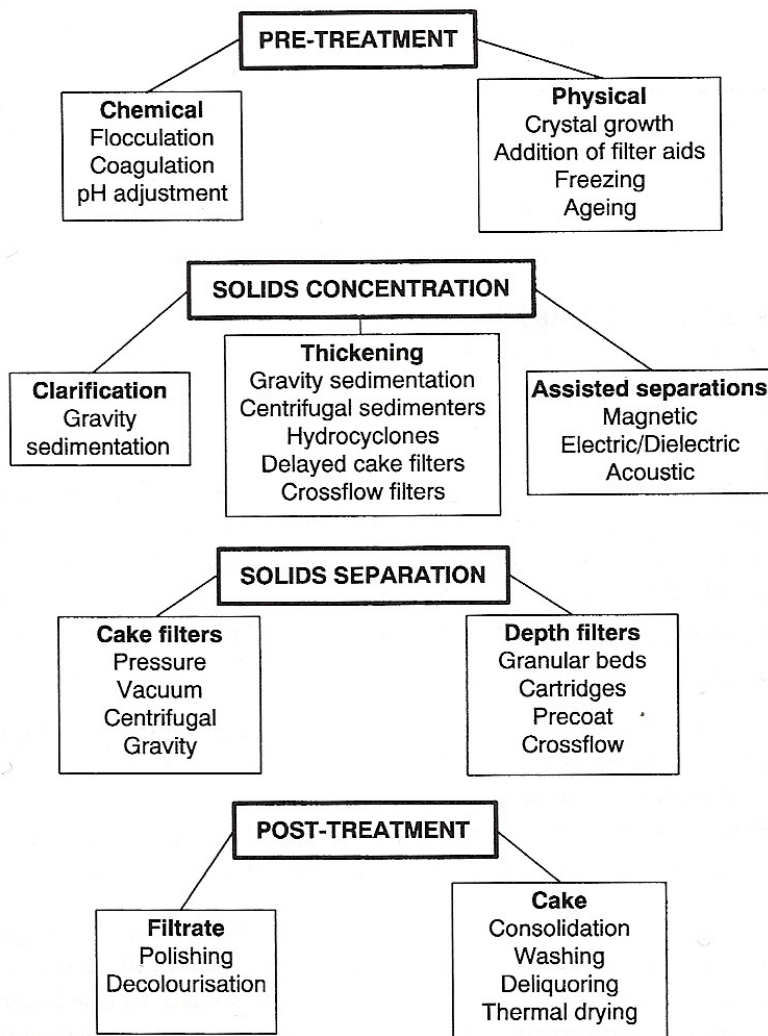 PRE-TREATMENT
Chemical
Flocculation
Coagulation
pH adjustment
Physical
Crystal growth
Addition of filter aids
Freezing
Ageing
SOLIDS CONCENTRATION
Clarification
Gravity
sedimentation
Thickening
Gravity sedimentation
Centrifugal sedimenters
Hydrocyclones
Delayed cake filters
Crossflow filters
Assisted separations
Magnetic
Electric/Dielectric
Acoustic
SOLIDS SEPARATION
Cake filters
Pressure
Vacuum
Centrifugal
Gravity
Depth filters
Granular beds
Cartridges
Precoat
Crossflow
POST-TREATMENT
Filtrate
Polishing
Decolourisation
Cake
Consolidation
Washing
Deliquoring
Thermal drying